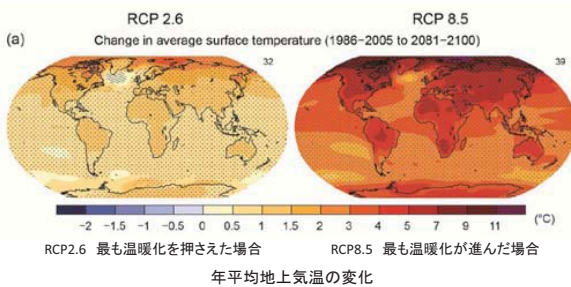 RCP 2.6
RCP 8.5
(a)
Change in average surface temperature (1986−2005 to 2081−2100)
32
39
−2 −1.5 −1 −0.5 0 0.5 1 1.5 2 3 4 5 7 9 11 (°C)
RCP2.6 最も温暖化を押さえた場合
RCP8.5 最も温暖化が進んだ場合
年平均地上気温の変化